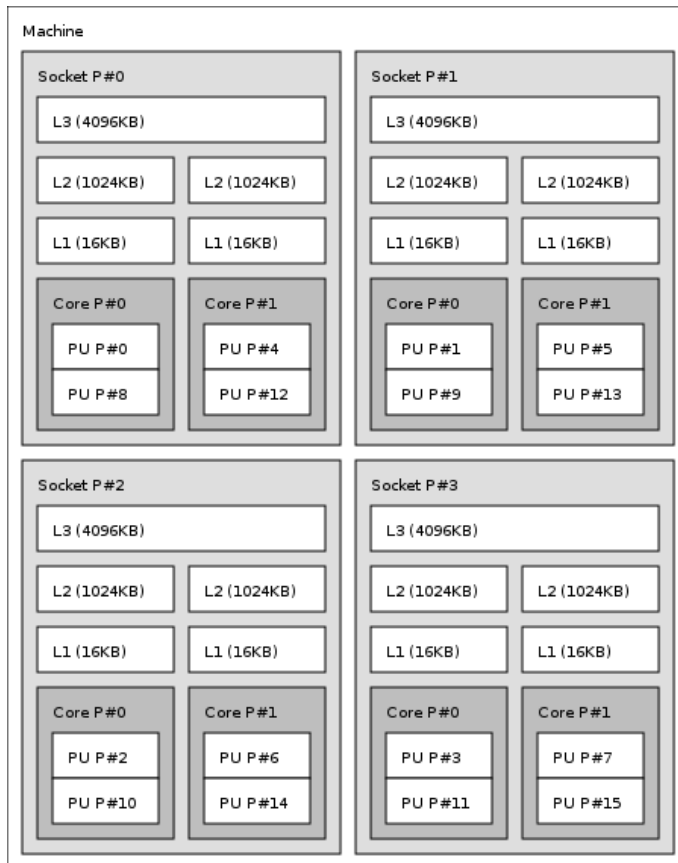 Machine
Socket P#0
L3 (4096KB)
L2 (1024KB)
L2 (1024KB)
L1 (16KB)
L1 (16KB)
Core P#0
PU P#0
PU P#8
Core P#1
PU P#4
PU P#12
Socket P#1
L3 (4096KB)
L2 (1024KB)
L2 (1024KB)
L1 (16KB)
L1 (16KB)
Core P#0
PU P#1
PU P#9
Core P#1
PU P#5
PU P#13
Socket P#2
L3 (4096KB)
L2 (1024KB)
L2 (1024KB)
L1 (16KB)
L1 (16KB)
Core P#0
PU P#2
PU P#10
Core P#1
PU P#6
PU P#14
Socket P#3
L3 (4096KB)
L2 (1024KB)
L2 (1024KB)
L1 (16KB)
L1 (16KB)
Core P#0
PU P#3
PU P#11
Core P#1
PU P#7
PU P#15